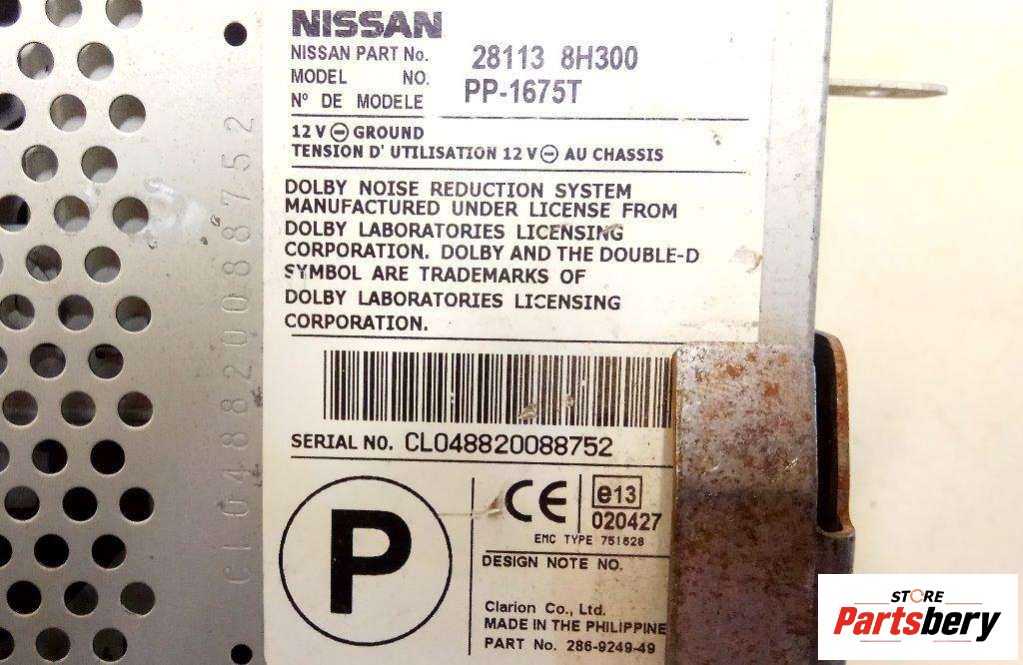 NISSAN
NISSAN PART No. 28113 8H300
MODEL NO. PP-1675T
Nº DE MODELE
12 V ⊖ GROUND
TENSION D' UTILISATION 12 V ⊖ AU CHASSIS
DOLBY NOISE REDUCTION SYSTEM
MANUFACTURED UNDER LICENSE FROM
DOLBY LABORATORIES LICENSING
CORPORATION. DOLBY AND THE DOUBLE-D
SYMBOL ARE TRADEMARKS OF
DOLBY LABORATORIES LICENSING
CORPORATION.
SERIAL NO. CL048820088752
P
CE e13
020427
EMC TYPE 751628
DESIGN NOTE NO.
Clarion Co., Ltd.
MADE IN THE PHILIPPINE
PART No. 286-9249-49
CL048820088752
STORE
Partsbery